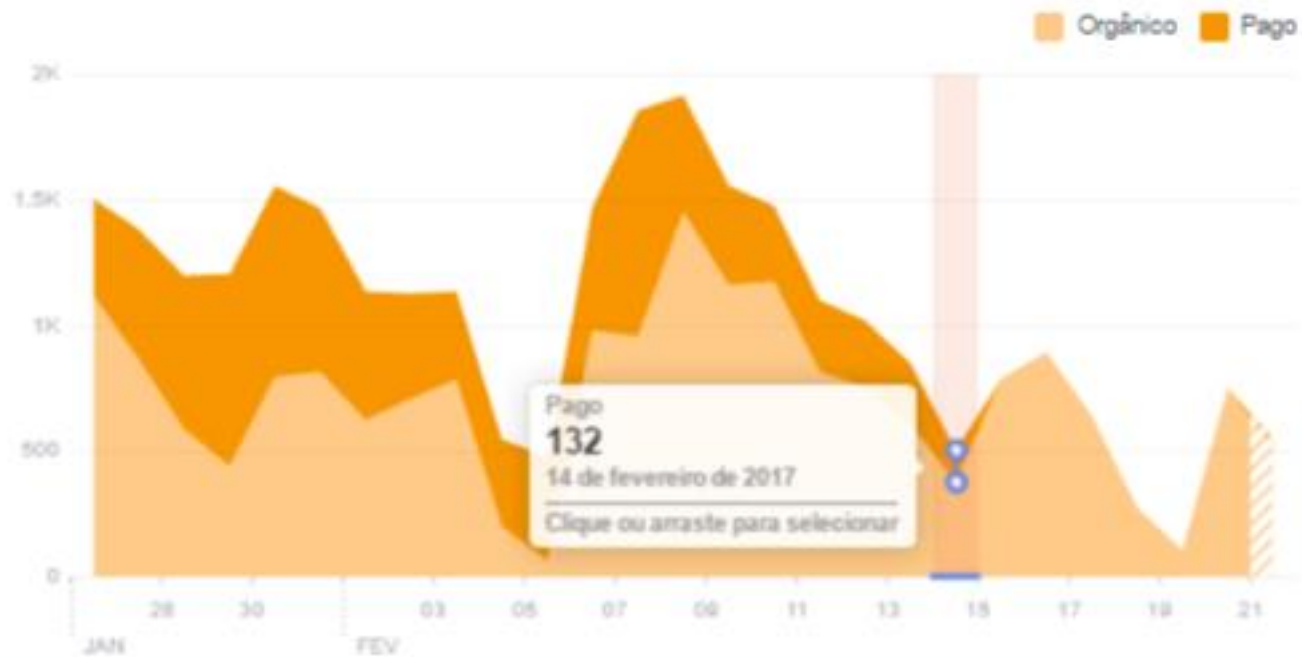 Orgânico Pago
2K
1.5K
1K
500
0
Pago
132
14 de fevereiro de 2017
Clique ou arraste para selecionar
28 30 03 05 07 09 11 13 15 17 19 21
JAN FEV